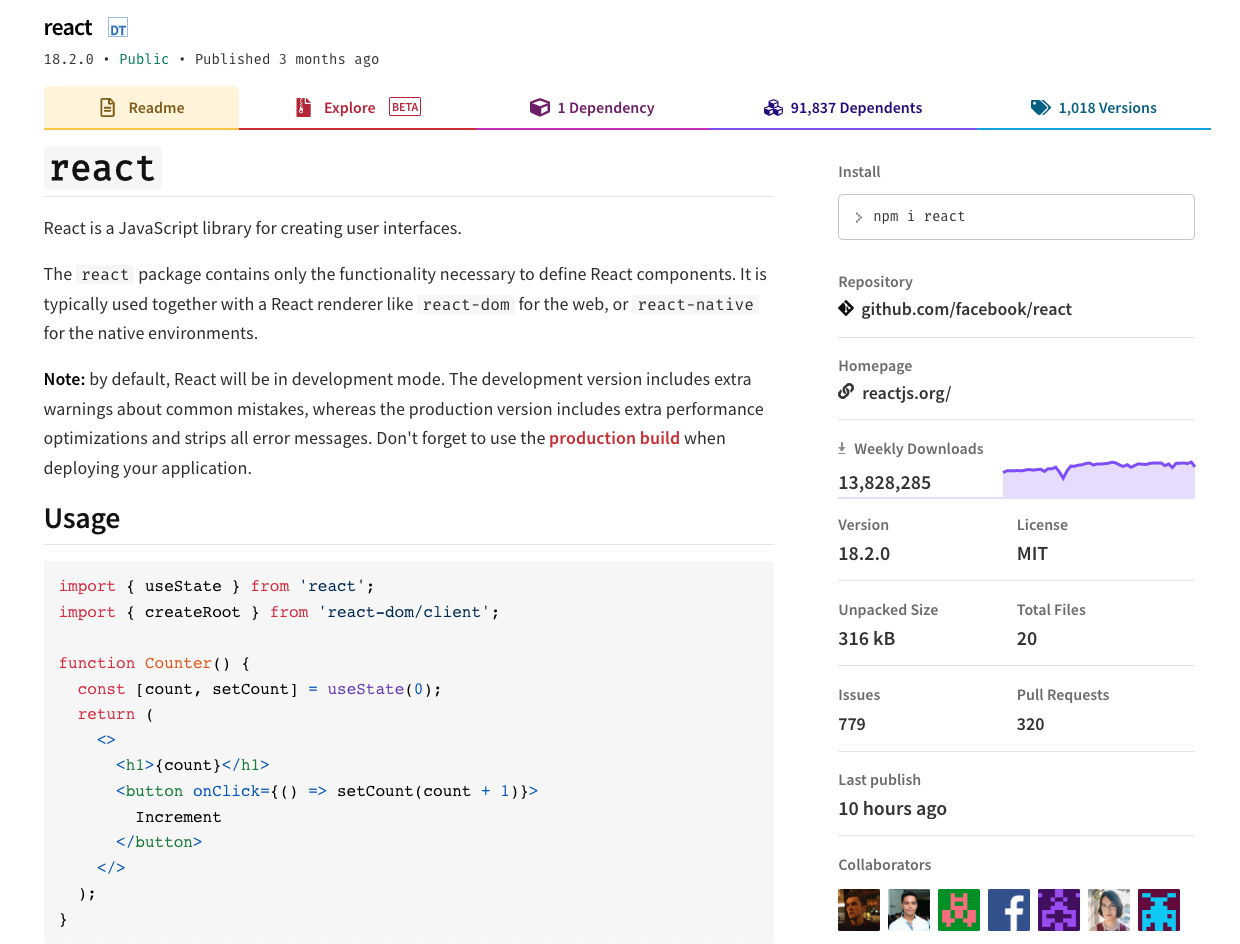 react DT
18.2.0 • Public • Published 3 months ago
Readme
Explore BETA
1 Dependency
91,837 Dependents
1,018 Versions
react
React is a JavaScript library for creating user interfaces.
The react package contains only the functionality necessary to define React components. It is
typically used together with a React renderer like react-dom for the web, or react-native
for the native environments.
Note: by default, React will be in development mode. The development version includes extra
warnings about common mistakes, whereas the production version includes extra performance
optimizations and strips all error messages. Don't forget to use the production build when
deploying your application.
Usage
import { useState } from 'react';
import { createRoot } from 'react-dom/client';
function Counter() {
  const [count, setCount] = useState(0);
  return (
    <>
      <h1>{count}</h1>
      <button onClick={() => setCount(count + 1)}>
        Increment
      </button>
    </>
  );
}
Install
> npm i react
Repository
github.com/facebook/react
Homepage
reactjs.org/
Weekly Downloads
13,828,285
Version
18.2.0
License
MIT
Unpacked Size
316 kB
Total Files
20
Issues
779
Pull Requests
320
Last publish
10 hours ago
Collaborators
f